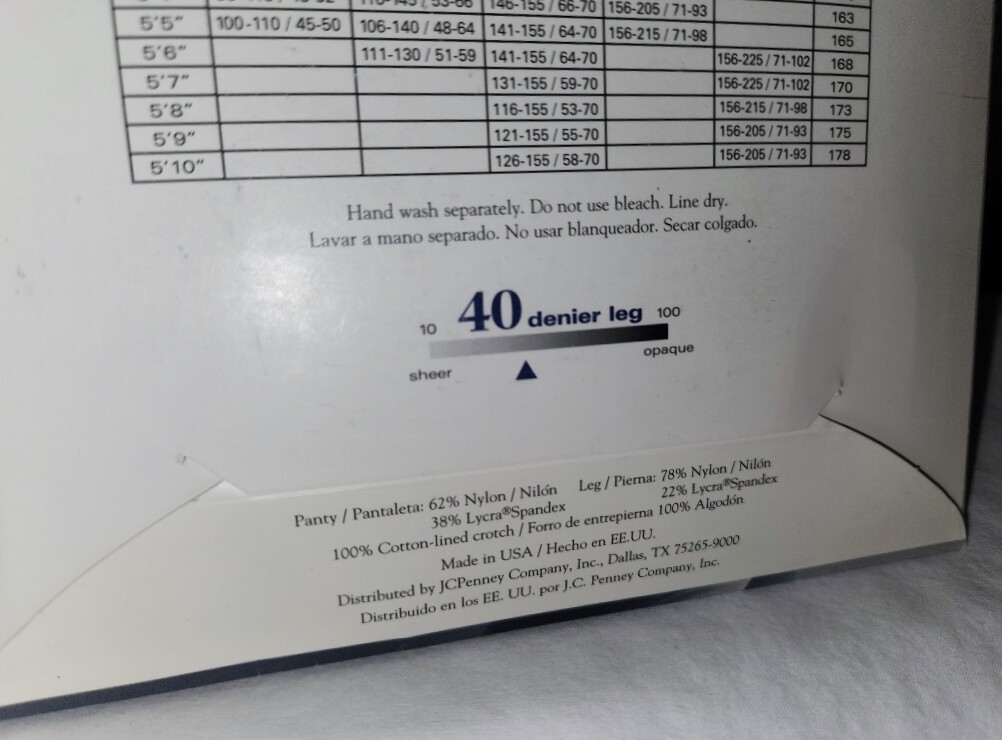 146-155 / 66-70 156-205 / 71-93 163
5'5" 100-110 / 45-50 106-140 / 48-64 141-155 / 64-70 156-215 / 71-98 165
5'6" 111-130 / 51-59 141-155 / 64-70 156-225 / 71-102 168
5'7" 131-155 / 59-70 156-225 / 71-102 170
5'8" 116-155 / 53-70 156-215 / 71-98 173
5'9" 121-155 / 55-70 156-205 / 71-93 175
5'10" 126-155 / 58-70 156-205 / 71-93 178
Hand wash separately. Do not use bleach. Line dry.
Lavar a mano separado. No usar blanqueador. Secar colgado.
10 40 denier leg 100
sheer opaque
Panty / Pantaleta: 62% Nylon / Nilón Leg / Pierna: 78% Nylon / Nilón
38% Lycra®Spandex 22% Lycra®Spandex
100% Cotton-lined crotch / Forro de entrepierna 100% Algodón
Made in USA / Hecho en EE.UU.
Distributed by JCPenney Company, Inc., Dallas, TX 75265-9000
Distribuido en los EE. UU. por J.C. Penney Company, Inc.